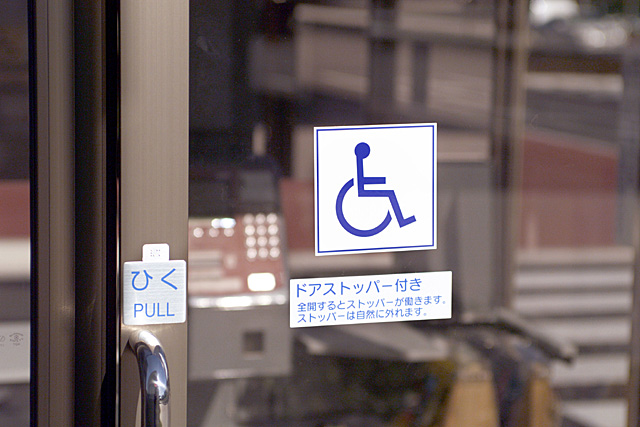 ひく
PULL
ドアストッパー付き
全開するとストッパーが働きます。
ストッパーは自然に外れます。